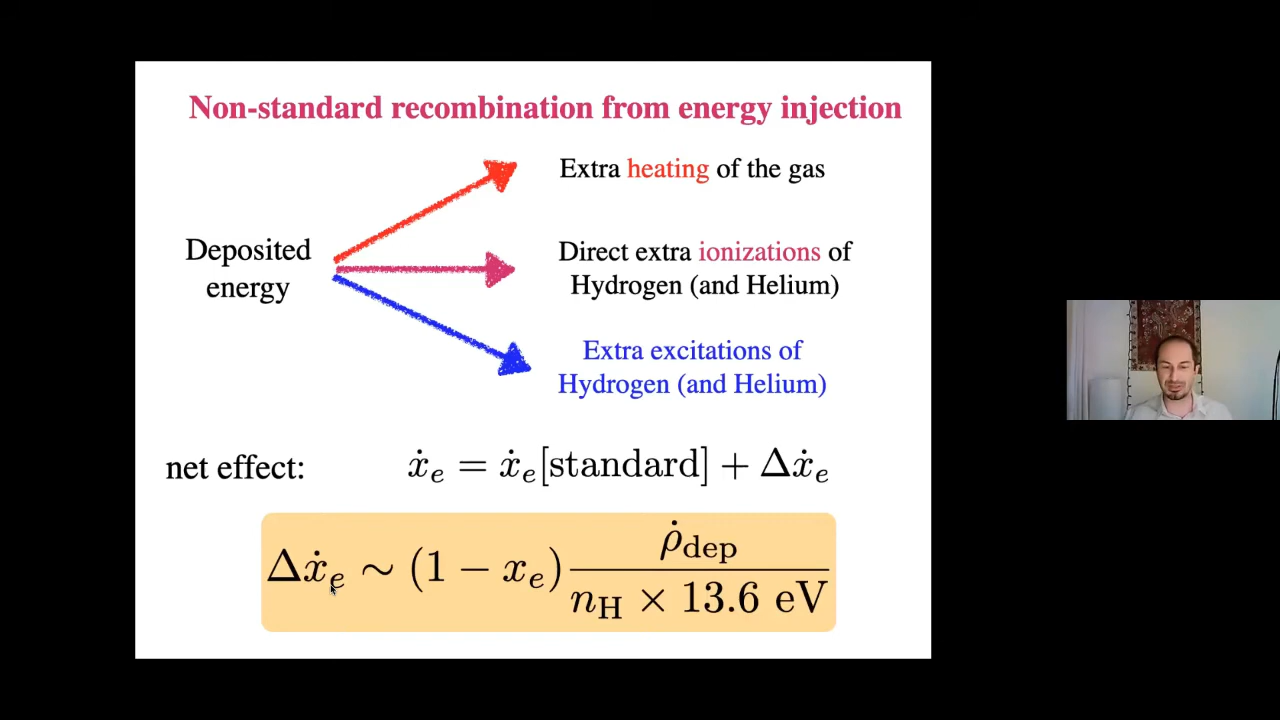 Non-standard recombination from energy injection
Extra heating of the gas
Deposited
energy
Direct extra ionizations of
Hydrogen (and Helium)
Extra excitations of
Hydrogen (and Helium)
net effect: ẋ_e = ẋ_e[standard] + Δẋ_e
Δẋ_e ∼ (1 − x_e) ρ̇_dep / (n_H × 13.6 eV)